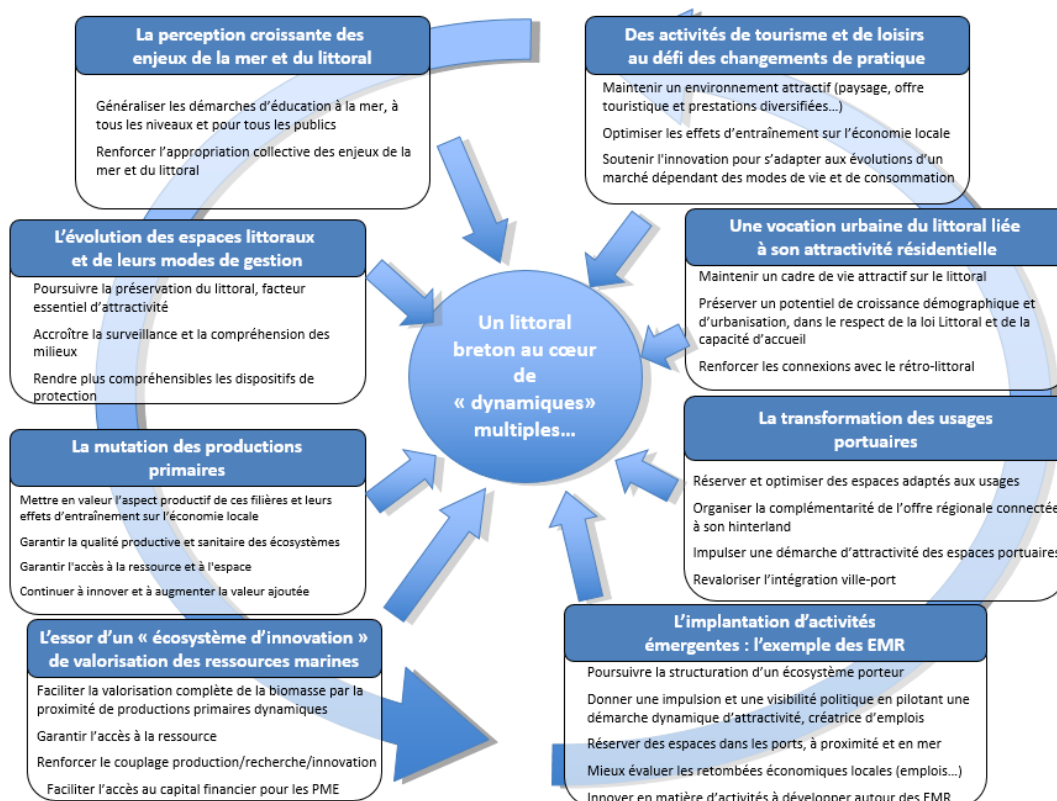 La perception croissante des
enjeux de la mer et du littoral
Généraliser les démarches d'éducation à la mer, à
tous les niveaux et pour tous les publics
Renforcer l'appropriation collective des enjeux de la
mer et du littoral
Des activités de tourisme et de loisirs
au défi des changements de pratique
Maintenir un environnement attractif (paysage, offre
touristique et prestations diversifiées…)
Optimiser les effets d'entraînement sur l'économie locale
Soutenir l'innovation pour s'adapter aux évolutions d'un
marché dépendant des modes de vie et de consommation
L'évolution des espaces littoraux
et de leurs modes de gestion
Poursuivre la préservation du littoral, facteur
essentiel d'attractivité
Accroître la surveillance et la compréhension des
milieux
Rendre plus compréhensibles les dispositifs de
protection
Une vocation urbaine du littoral liée
à son attractivité résidentielle
Maintenir un cadre de vie attractif sur le littoral
Préserver un potentiel de croissance démographique et
d'urbanisation, dans le respect de la loi Littoral et de la
capacité d'accueil
Renforcer les connexions avec le rétro-littoral
Un littoral
breton au cœur
de
« dynamiques»
multiples…
La mutation des productions
primaires
Mettre en valeur l'aspect productif de ces filières et leurs
effets d'entraînement sur l'économie locale
Garantir la qualité productive et sanitaire des écosystèmes
Garantir l'accès à la ressource et à l'espace
Continuer à innover et à augmenter la valeur ajoutée
La transformation des usages
portuaires
Réserver et optimiser des espaces adaptés aux usages
Organiser la complémentarité de l'offre régionale connectée
à son hinterland
Impulser une démarche d'attractivité des espaces portuaires
Revaloriser l'intégration ville-port
L'essor d'un « écosystème d'innovation »
de valorisation des ressources marines
Faciliter la valorisation complète de la biomasse par la
proximité de productions primaires dynamiques
Garantir l'accès à la ressource
Renforcer le couplage production/recherche/innovation
Faciliter l'accès au capital financier pour les PME
L'implantation d'activités
émergentes : l'exemple des EMR
Poursuivre la structuration d'un écosystème porteur
Donner une impulsion et une visibilité politique en pilotant une
démarche dynamique d'attractivité, créatrice d'emplois
Réserver des espaces dans les ports, à proximité et en mer
Mieux évaluer les retombées économiques locales (emplois…)
Innover en matière d'activités à développer autour des EMR